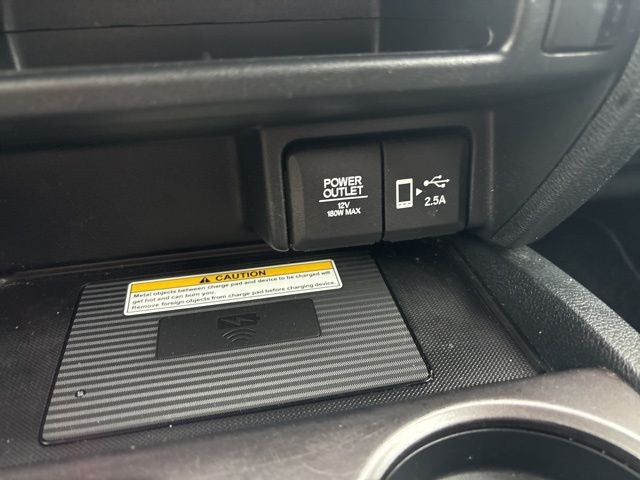 POWER
OUTLET
12V
180W MAX
2.5A
CAUTION
Metal objects between charge pad and device to be charged will
get hot and can burn you.
Remove foreign objects from charge pad before charging device.